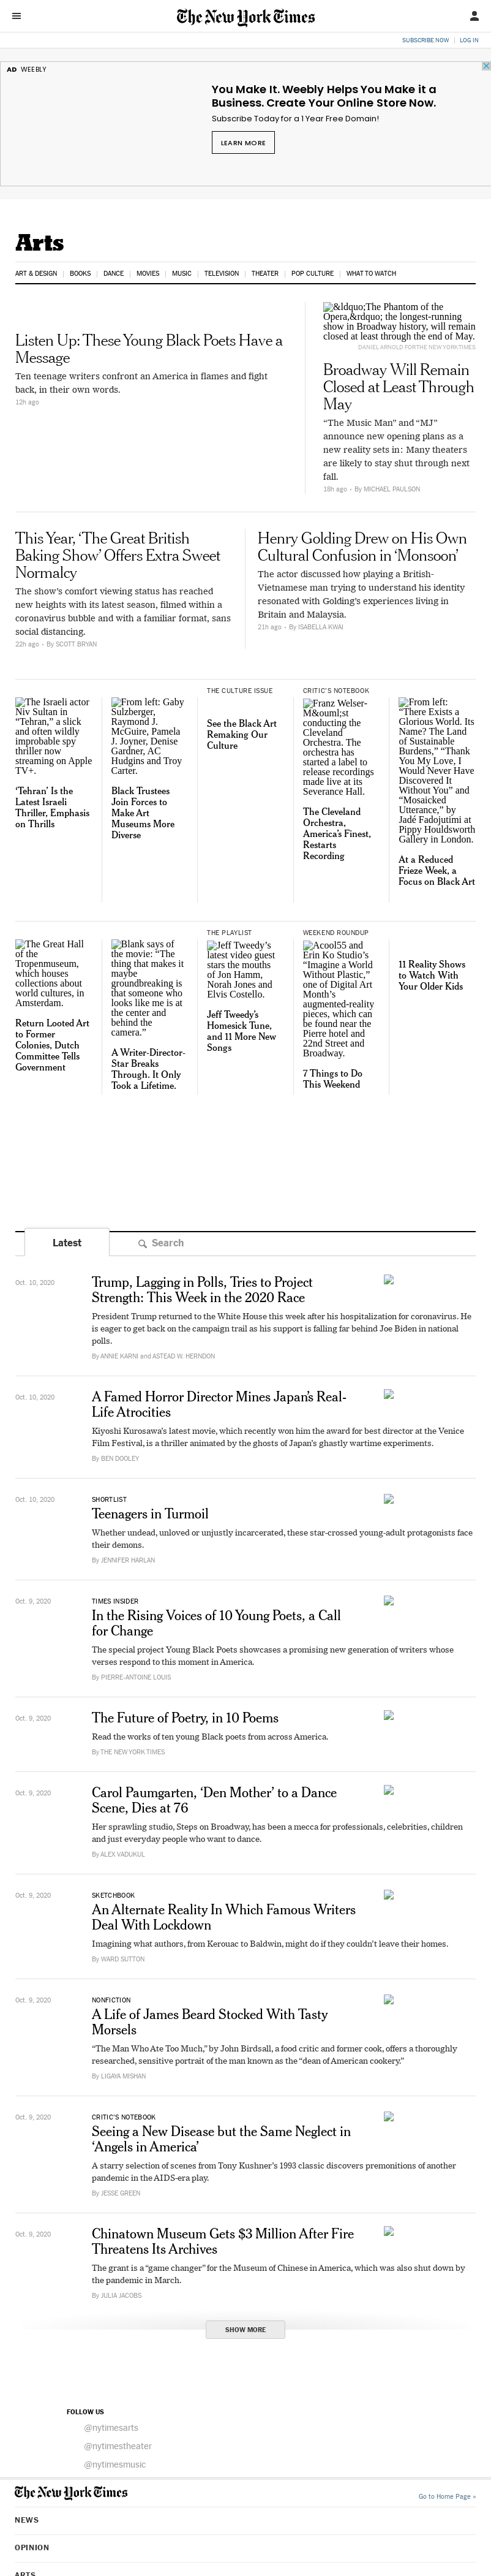 The New York Times
SUBSCRIBE NOW | LOG IN
AD WEEBLY
You Make It. Weebly Helps You Make it a
Business. Create Your Online Store Now.
Subscribe Today for a 1 Year Free Domain!
LEARN MORE
Arts
ART & DESIGN | BOOKS | DANCE | MOVIES | MUSIC | TELEVISION | THEATER | POP CULTURE | WHAT TO WATCH
Listen Up: These Young Black Poets Have a
Message
Ten teenage writers confront an America in flames and fight
back, in their own words.
12h ago
&ldquo;The Phantom of the
Opera,&rdquo; the longest-running
show in Broadway history, will remain
closed at least through the end of May.
DANIEL ARNOLD FOR THE NEW YORK TIMES
Broadway Will Remain
Closed at Least Through
May
“The Music Man” and “MJ”
announce new opening plans as a
new reality sets in: Many theaters
are likely to stay shut through next
fall.
18h ago - By MICHAEL PAULSON
This Year, ‘The Great British
Baking Show’ Offers Extra Sweet
Normalcy
The show’s comfort viewing status has reached
new heights with its latest season, filmed within a
coronavirus bubble and with a familiar format, sans
social distancing.
22h ago - By SCOTT BRYAN
Henry Golding Drew on His Own
Cultural Confusion in ‘Monsoon’
The actor discussed how playing a British-
Vietnamese man trying to understand his identity
resonated with Golding’s experiences living in
Britain and Malaysia.
21h ago - By ISABELLA KWAI
The Israeli actor
Niv Sultan in
“Tehran,” a slick
and often wildly
improbable spy
thriller now
streaming on Apple
TV+.
‘Tehran’ Is the
Latest Israeli
Thriller, Emphasis
on Thrills
From left: Gaby
Sulzberger,
Raymond J.
McGuire, Pamela
J. Joyner, Denise
Gardner, AC
Hudgins and Troy
Carter.
Black Trustees
Join Forces to
Make Art
Museums More
Diverse
THE CULTURE ISSUE
See the Black Art
Remaking Our
Culture
CRITIC’S NOTEBOOK
Franz Welser-
M&ouml;st
conducting the
Cleveland
Orchestra. The
orchestra has
started a label to
release recordings
made live at its
Severance Hall.
The Cleveland
Orchestra,
America’s Finest,
Restarts
Recording
From left:
“There Exists a
Glorious World. Its
Name? The Land
of Sustainable
Burdens,” “Thank
You My Love, I
Would Never Have
Discovered It
Without You” and
“Mosaicked
Utterance,” by
Jadé Fadojutimi at
Pippy Houldsworth
Gallery in London.
At a Reduced
Frieze Week, a
Focus on Black Art
The Great Hall
of the
Tropenmuseum,
which houses
collections about
world cultures, in
Amsterdam.
Return Looted Art
to Former
Colonies, Dutch
Committee Tells
Government
Blank says of
the movie: “The
thing that makes it
maybe
groundbreaking is
that someone who
looks like me is at
the center and
behind the
camera.”
A Writer-Director-
Star Breaks
Through. It Only
Took a Lifetime.
THE PLAYLIST
Jeff Tweedy’s
latest video guest
stars the mouths
of Jon Hamm,
Norah Jones and
Elvis Costello.
Jeff Tweedy’s
Homesick Tune,
and 11 More New
Songs
WEEKEND ROUNDUP
Acool55 and
Erin Ko Studio’s
“Imagine a World
Without Plastic,”
one of Digital Art
Month’s
augmented-reality
pieces, which can
be found near the
Pierre hotel and
22nd Street and
Broadway.
7 Things to Do
This Weekend
11 Reality Shows
to Watch With
Your Older Kids
Latest
Search
Oct. 10, 2020
Trump, Lagging in Polls, Tries to Project
Strength: This Week in the 2020 Race
President Trump returned to the White House this week after his hospitalization for coronavirus. He
is eager to get back on the campaign trail as his support is falling far behind Joe Biden in national
polls.
By ANNIE KARNI and ASTEAD W. HERNDON
Oct. 10, 2020
A Famed Horror Director Mines Japan’s Real-
Life Atrocities
Kiyoshi Kurosawa’s latest movie, which recently won him the award for best director at the Venice
Film Festival, is a thriller animated by the ghosts of Japan’s ghastly wartime experiments.
By BEN DOOLEY
Oct. 10, 2020
SHORTLIST
Teenagers in Turmoil
Whether undead, unloved or unjustly incarcerated, these star-crossed young-adult protagonists face
their demons.
By JENNIFER HARLAN
Oct. 9, 2020
TIMES INSIDER
In the Rising Voices of 10 Young Poets, a Call
for Change
The special project Young Black Poets showcases a promising new generation of writers whose
verses respond to this moment in America.
By PIERRE-ANTOINE LOUIS
Oct. 9, 2020
The Future of Poetry, in 10 Poems
Read the works of ten young Black poets from across America.
By THE NEW YORK TIMES
Oct. 9, 2020
Carol Paumgarten, ‘Den Mother’ to a Dance
Scene, Dies at 76
Her sprawling studio, Steps on Broadway, has been a mecca for professionals, celebrities, children
and just everyday people who want to dance.
By ALEX VADUKUL
Oct. 9, 2020
SKETCHBOOK
An Alternate Reality In Which Famous Writers
Deal With Lockdown
Imagining what authors, from Kerouac to Baldwin, might do if they couldn’t leave their homes.
By WARD SUTTON
Oct. 9, 2020
NONFICTION
A Life of James Beard Stocked With Tasty
Morsels
“The Man Who Ate Too Much,” by John Birdsall, a food critic and former cook, offers a thoroughly
researched, sensitive portrait of the man known as the “dean of American cookery.”
By LIGAYA MISHAN
Oct. 9, 2020
CRITIC’S NOTEBOOK
Seeing a New Disease but the Same Neglect in
‘Angels in America’
A starry selection of scenes from Tony Kushner’s 1993 classic discovers premonitions of another
pandemic in the AIDS-era play.
By JESSE GREEN
Oct. 9, 2020
Chinatown Museum Gets $3 Million After Fire
Threatens Its Archives
The grant is a “game changer” for the Museum of Chinese in America, which was also shut down by
the pandemic in March.
By JULIA JACOBS
SHOW MORE
FOLLOW US
@nytimesarts
@nytimestheater
@nytimesmusic
The New York Times
Go to Home Page »
NEWS
OPINION
ARTS